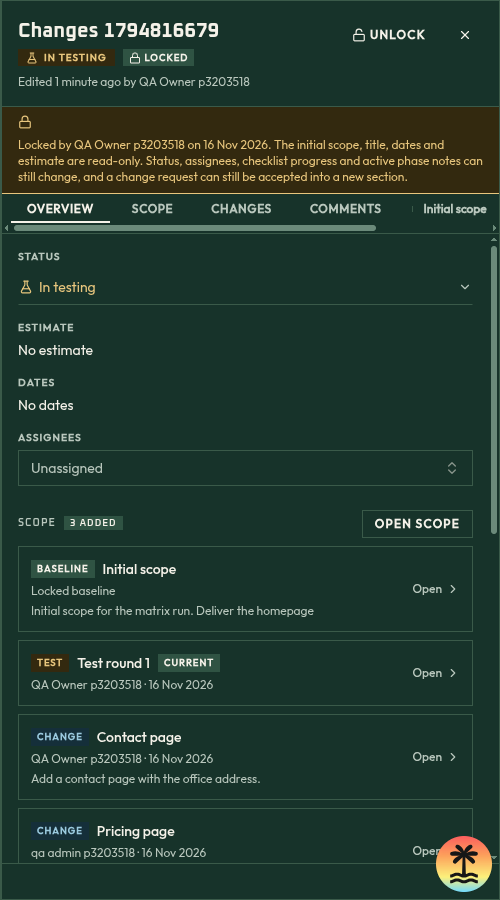 Changes 1794816679
UNLOCK
IN TESTING
LOCKED
Edited 1 minute ago by QA Owner p3203518
Locked by QA Owner p3203518 on 16 Nov 2026. The initial scope, title, dates and
estimate are read-only. Status, assignees, checklist progress and active phase notes can
still change, and a change request can still be accepted into a new section.
OVERVIEW
SCOPE
CHANGES
COMMENTS
Initial scope
STATUS
In testing
ESTIMATE
No estimate
DATES
No dates
ASSIGNEES
Unassigned
SCOPE
3 ADDED
OPEN SCOPE
BASELINE
Initial scope
Locked baseline
Initial scope for the matrix run. Deliver the homepage
Open
TEST
Test round 1
CURRENT
QA Owner p3203518 · 16 Nov 2026
Open
CHANGE
Contact page
QA Owner p3203518 · 16 Nov 2026
Add a contact page with the office address.
Open
CHANGE
Pricing page
qa admin p3203518 · 16 Nov 2026
Open